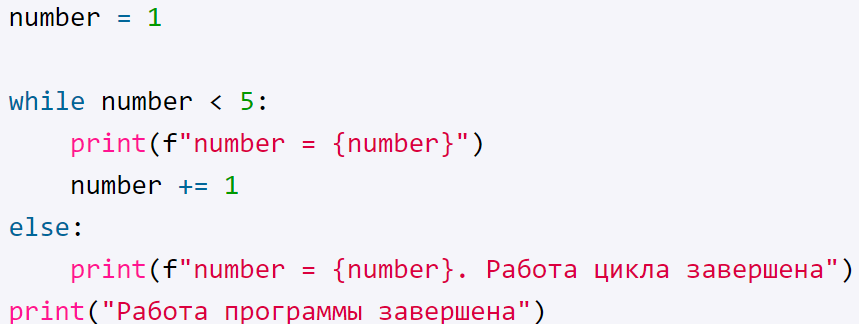 number = 1
while number < 5:
    print(f"number = {number}")
    number += 1
else:
    print(f"number = {number}. Работа цикла завершена")
print("Работа программы завершена")